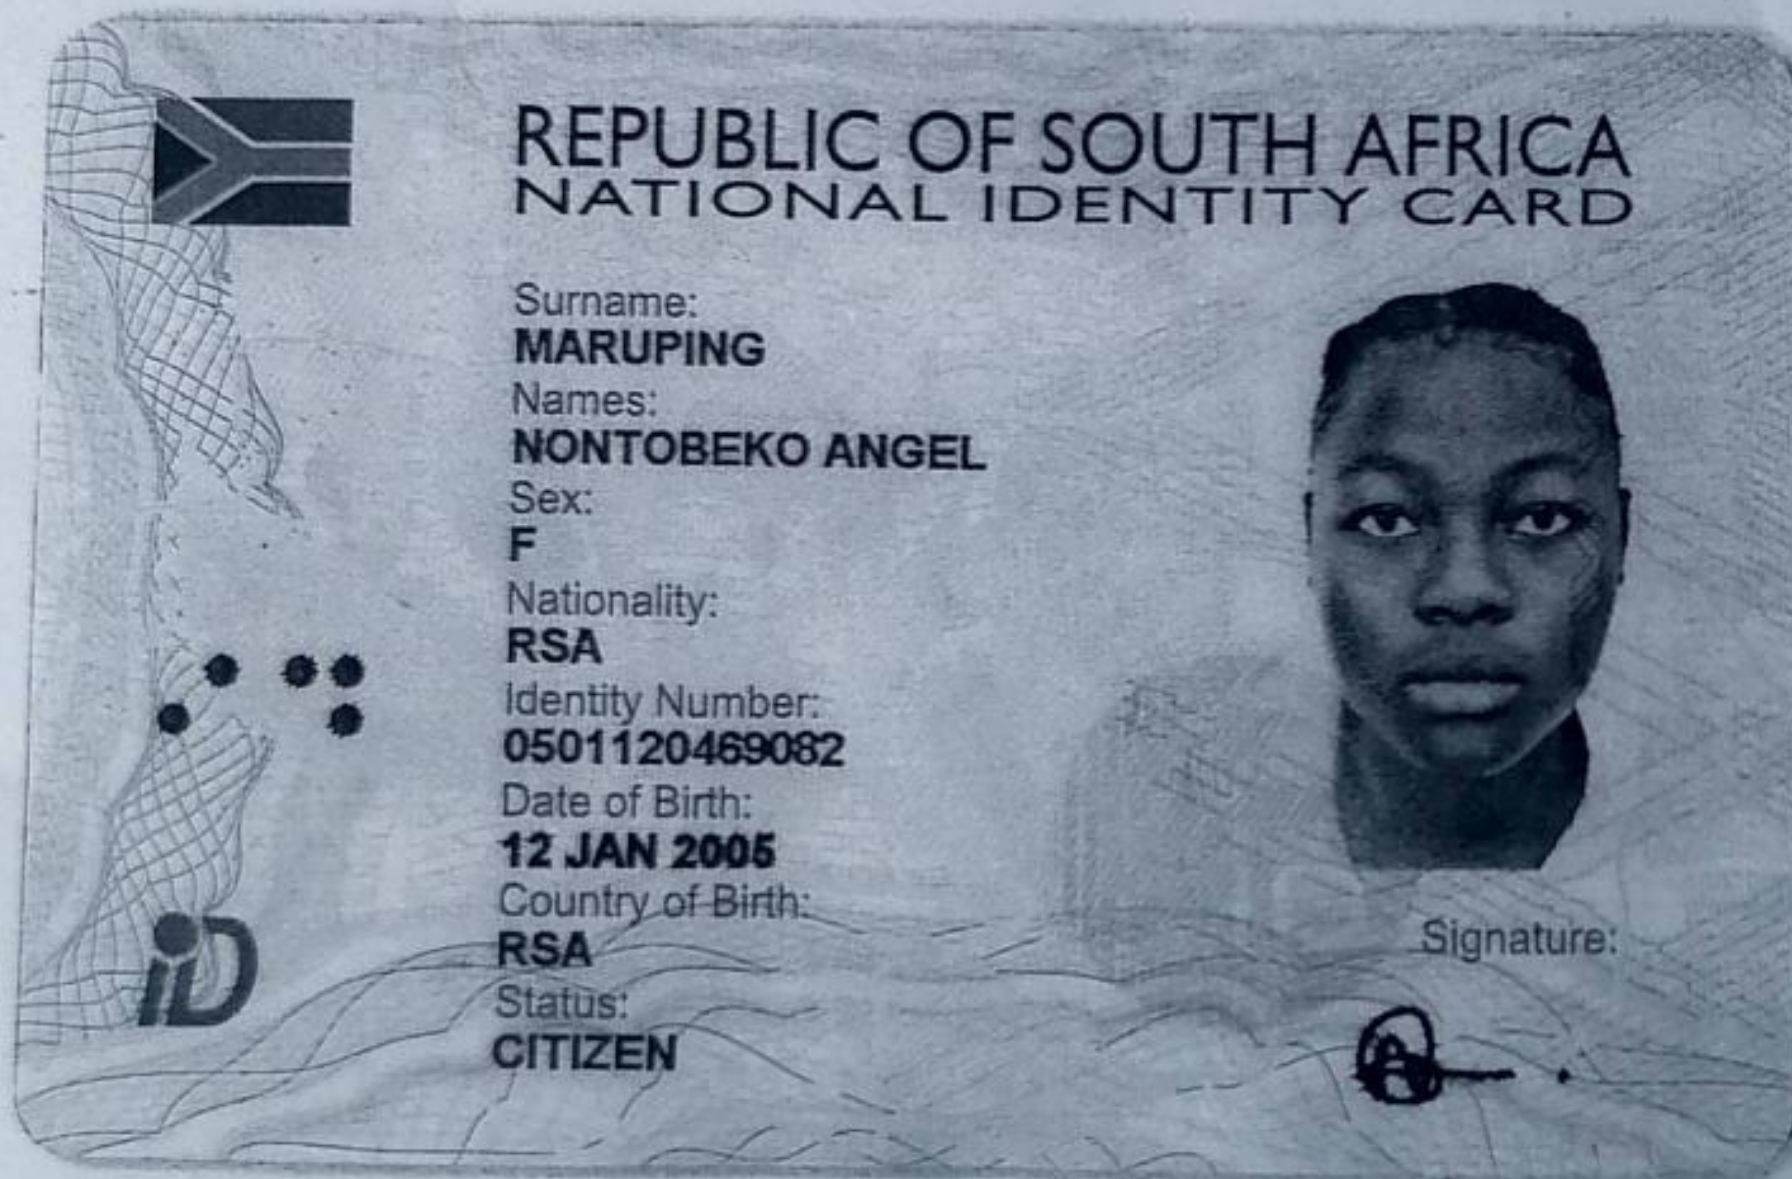 REPUBLIC OF SOUTH AFRICA
NATIONAL IDENTITY CARD
Surname:
MARUPING
Names:
NONTOBEKO ANGEL
Sex:
F
Nationality:
RSA
Identity Number:
0501120469082
Date of Birth:
12 JAN 2005
Country of Birth:
RSA
Status:
CITIZEN
iD
Signature: